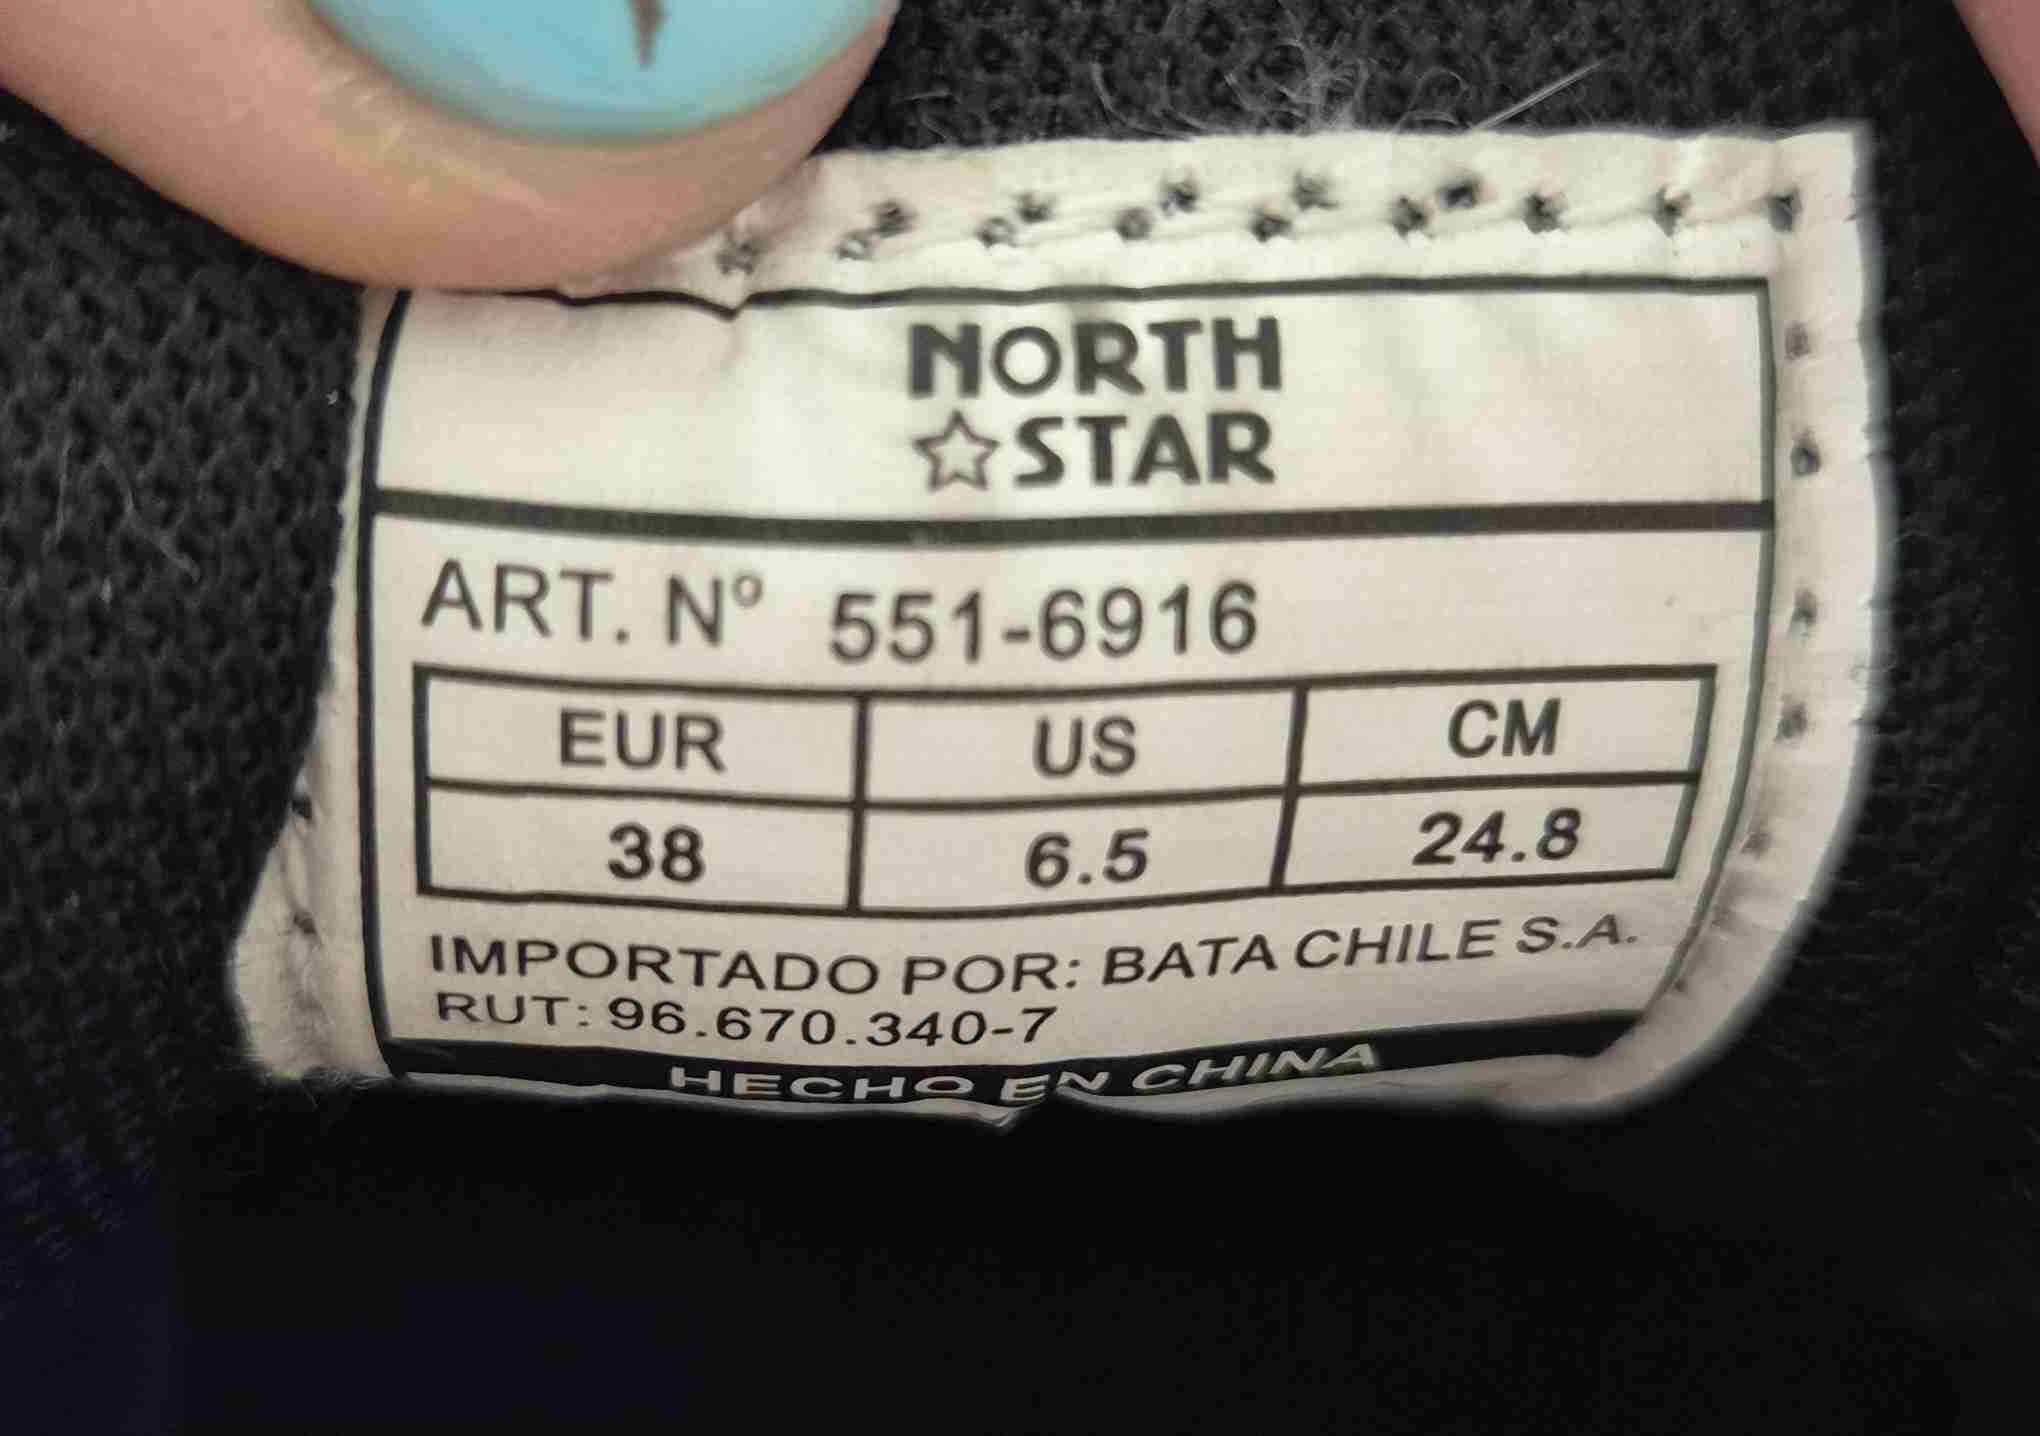 NORTH
STAR
ART. Nº 551-6916
EUR US CM
38 6.5 24.8
IMPORTADO POR: BATA CHILE S.A.
RUT: 96.670.340-7
HECHO EN CHINA